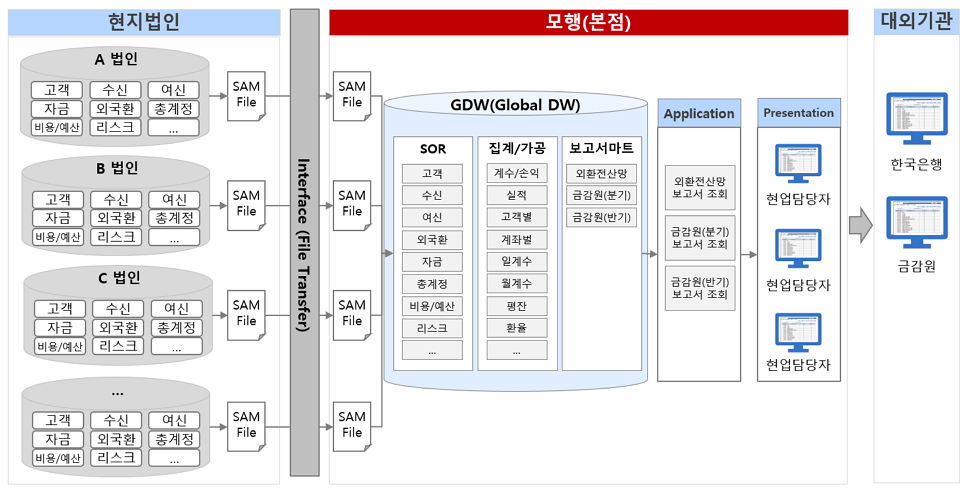 현지법인
A 법인
고객 수신 여신
자금 외국환 총계정
비용/예산 리스크 ...
SAM
File
B 법인
고객 수신 여신
자금 외국환 총계정
비용/예산 리스크 ...
SAM
File
C 법인
고객 수신 여신
자금 외국환 총계정
비용/예산 리스크 ...
SAM
File
...
고객 수신 여신
자금 외국환 총계정
비용/예산 리스크 ...
SAM
File
Interface (File Transfer)
모행(본점)
SAM
File
SAM
File
SAM
File
SAM
File
GDW(Global DW)
SOR
고객
수신
여신
외국환
자금
총계정
비용/예산
리스크
...
집계/가공
계수/손익
실적
고객별
계좌별
일계수
월계수
평잔
환율
...
보고서마트
외환전산망
금감원(분기)
금감원(반기)
Application
외환전산망
보고서 조회
금감원(분기)
보고서 조회
금감원(반기)
보고서 조회
Presentation
현업담당자
현업담당자
현업담당자
대외기관
한국은행
금감원